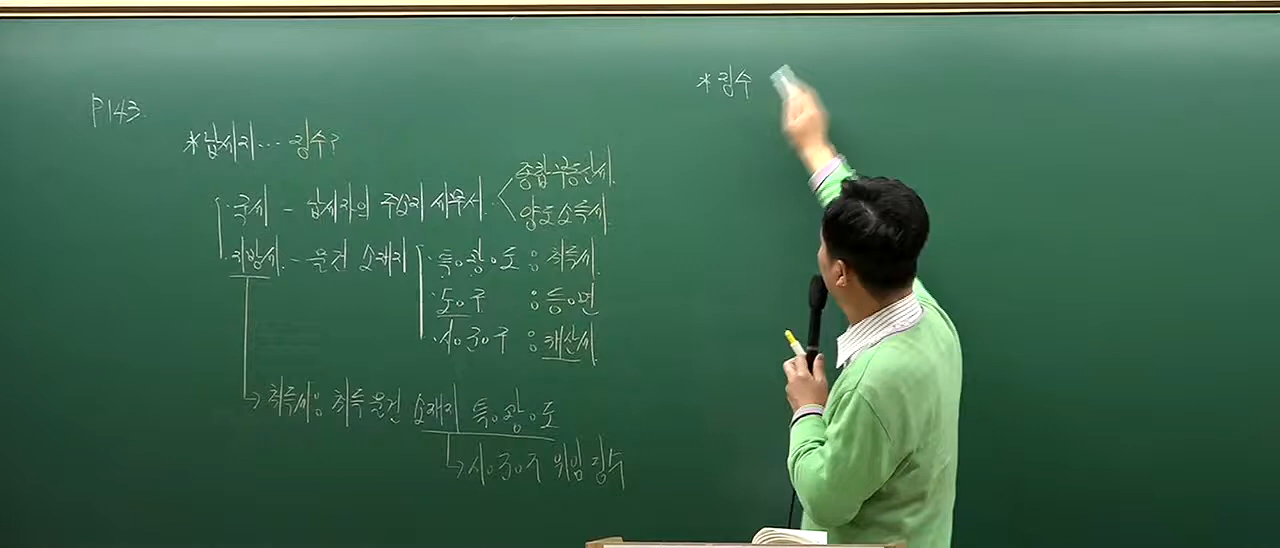 P143.
*납세지... 징수?
· 국세 - 납세자의 주소지 세무서. 종합부동산세.
양도소득세.
· 지방세. - 물건 소재지 · 특.광.도 : 취득세.
· 도.구 : 등.면
· 시.군.구 : 재산세.
→ 취득세: 취득물건 소재지 특.광.도
→ 시.군.구 위임 징수
* 징수